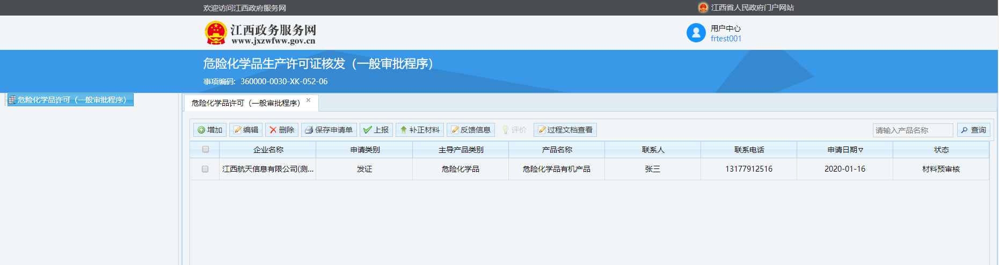 欢迎访问江西政府服务网
江西省人民政府门户网站
江西政务服务网
www.jxzwfww.gov.cn
用户中心
frtest001
危险化学品生产许可证核发（一般审批程序）
事项编码：360000-0030-XK-052-06
危险化学品许可（一般审批程序）
危险化学品许可（一般审批程序） ×
增加 编辑 删除 保存申请单 上报 补正材料 反馈信息 评价 过程文档查看 请输入产品名称 查询
企业名称 申请类别 主导产品类别 产品名称 联系人 联系电话 申请日期▽ 状态
江西航天信息有限公司(测... 发证 危险化学品 危险化学品有机产品 张三 13177912516 2020-01-16 材料预审核